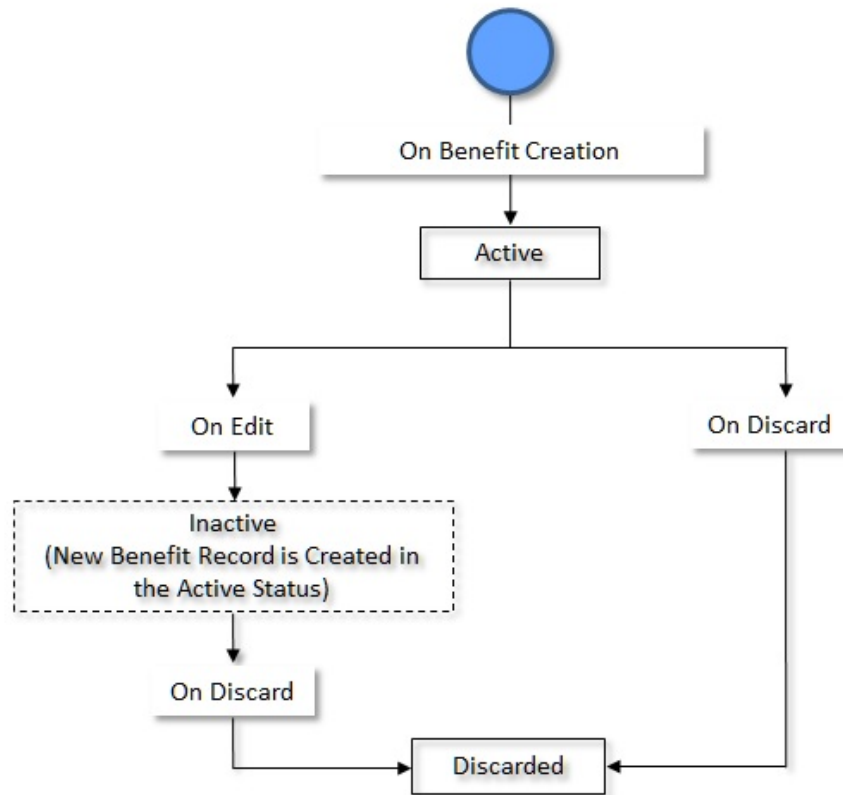 On Benefit Creation
Active
On Edit
On Discard
Inactive
(New Benefit Record is Created in
the Active Status)
On Discard
Discarded